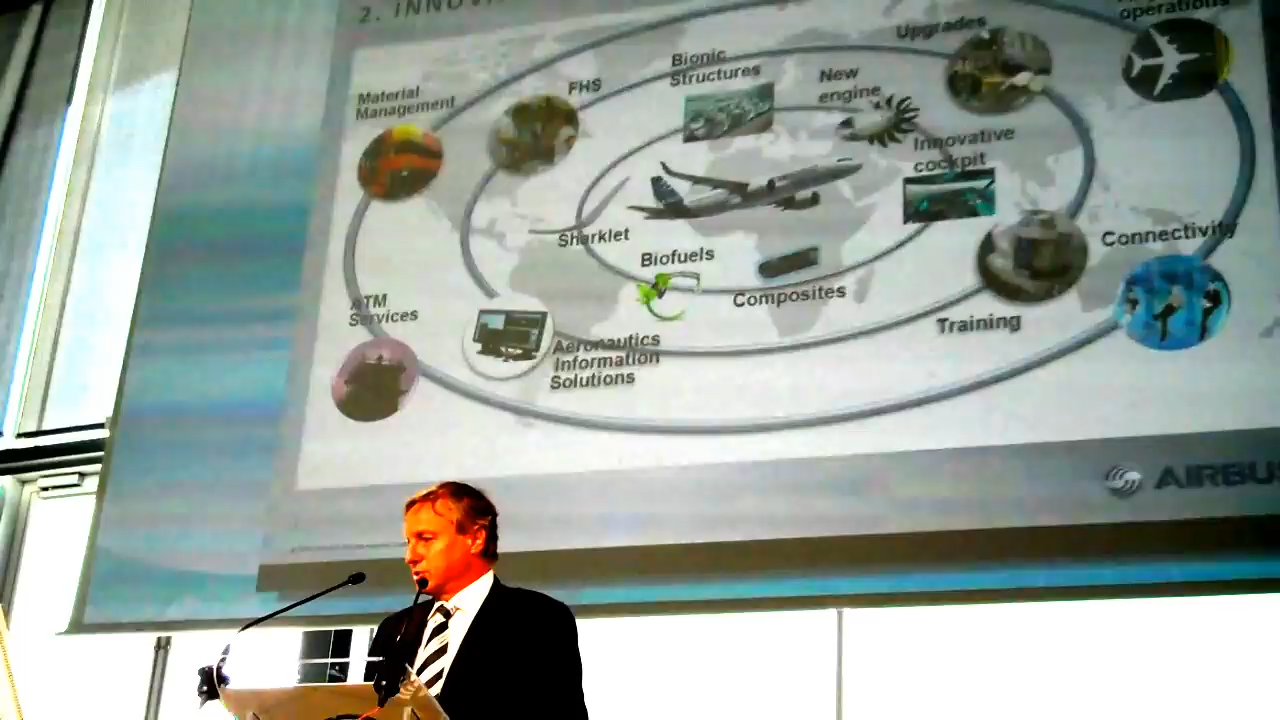 2. INNOV
operations
Upgrades
Bionic
Structures
New
engine
FHS
Material
Management
Innovative
cockpit
Sharklet
Connectivity
Biofuels
Composites
ATM
Services
Training
Aeronautics
Information
Solutions
AIRBU